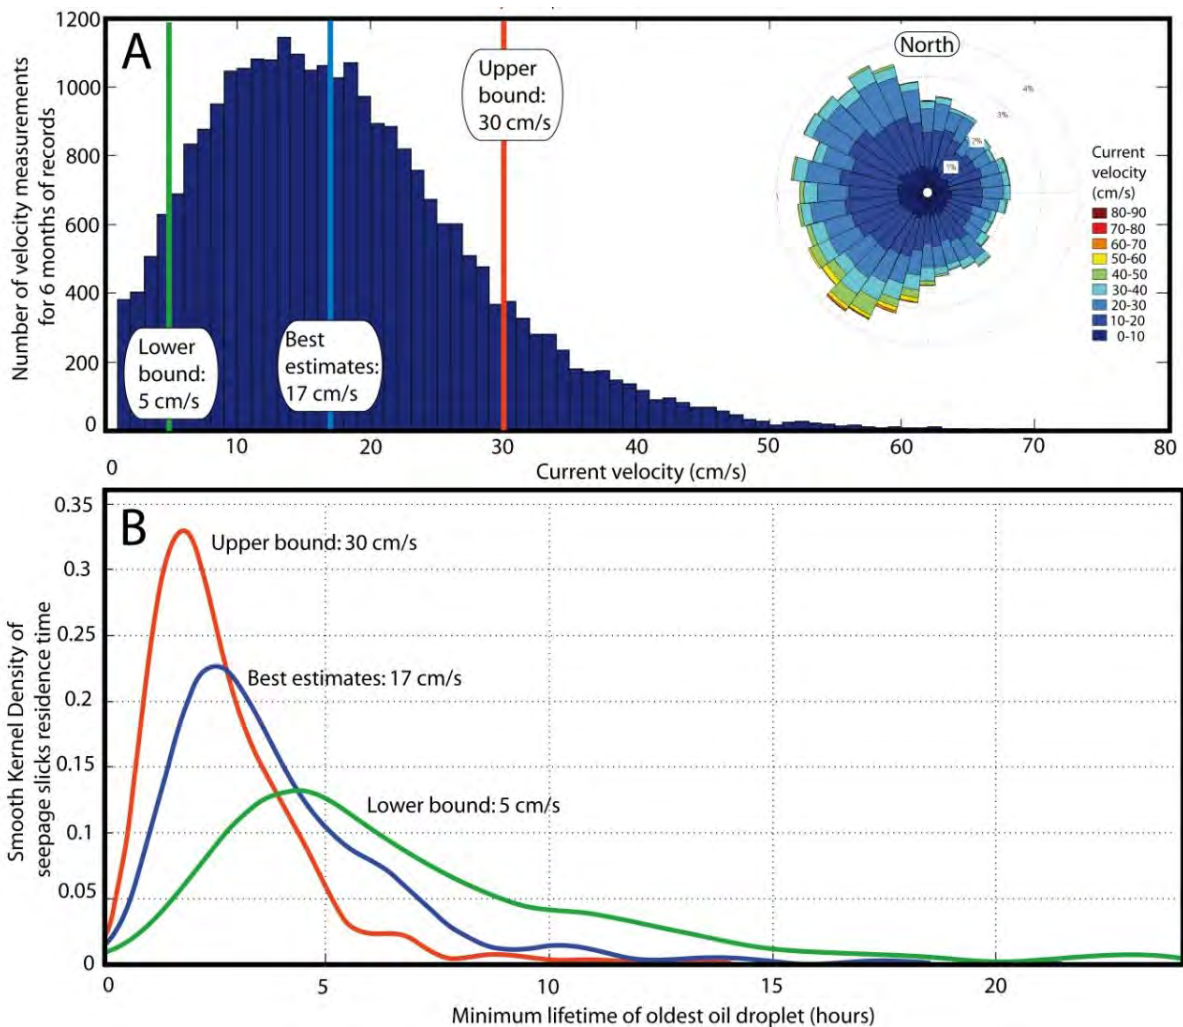 A
1200
1000
800
600
400
200
0
Number of velocity measurements
for 6 months of records
Lower
bound:
5 cm/s
Best
estimates:
17 cm/s
Upper
bound:
30 cm/s
North
4%
3%
2%
1%
Current
velocity
(cm/s)
80-90
70-80
60-70
50-60
40-50
30-40
20-30
10-20
0-10
0
10
20
30
40
50
60
70
80
Current velocity (cm/s)
B
0.35
0.3
0.25
0.2
0.15
0.1
0.05
0
Smooth Kernel Density of
seepage slicks residence time
Upper bound: 30 cm/s
Best estimates: 17 cm/s
Lower bound: 5 cm/s
0
5
10
15
20
Minimum lifetime of oldest oil droplet (hours)